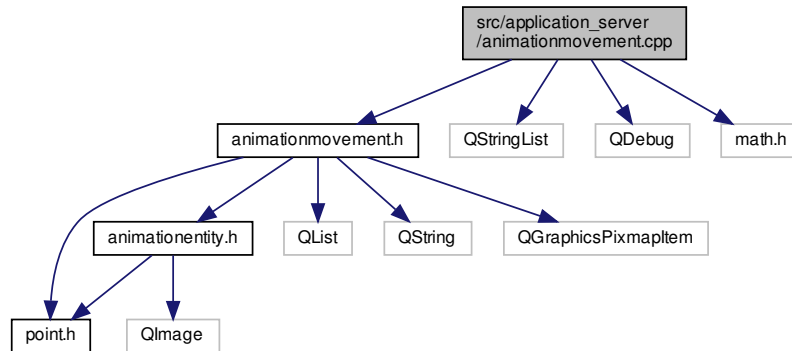 src/application_server
/animationmovement.cpp
animationmovement.h
QStringList
QDebug
math.h
animationentity.h
QList
QString
QGraphicsPixmapItem
point.h
QImage